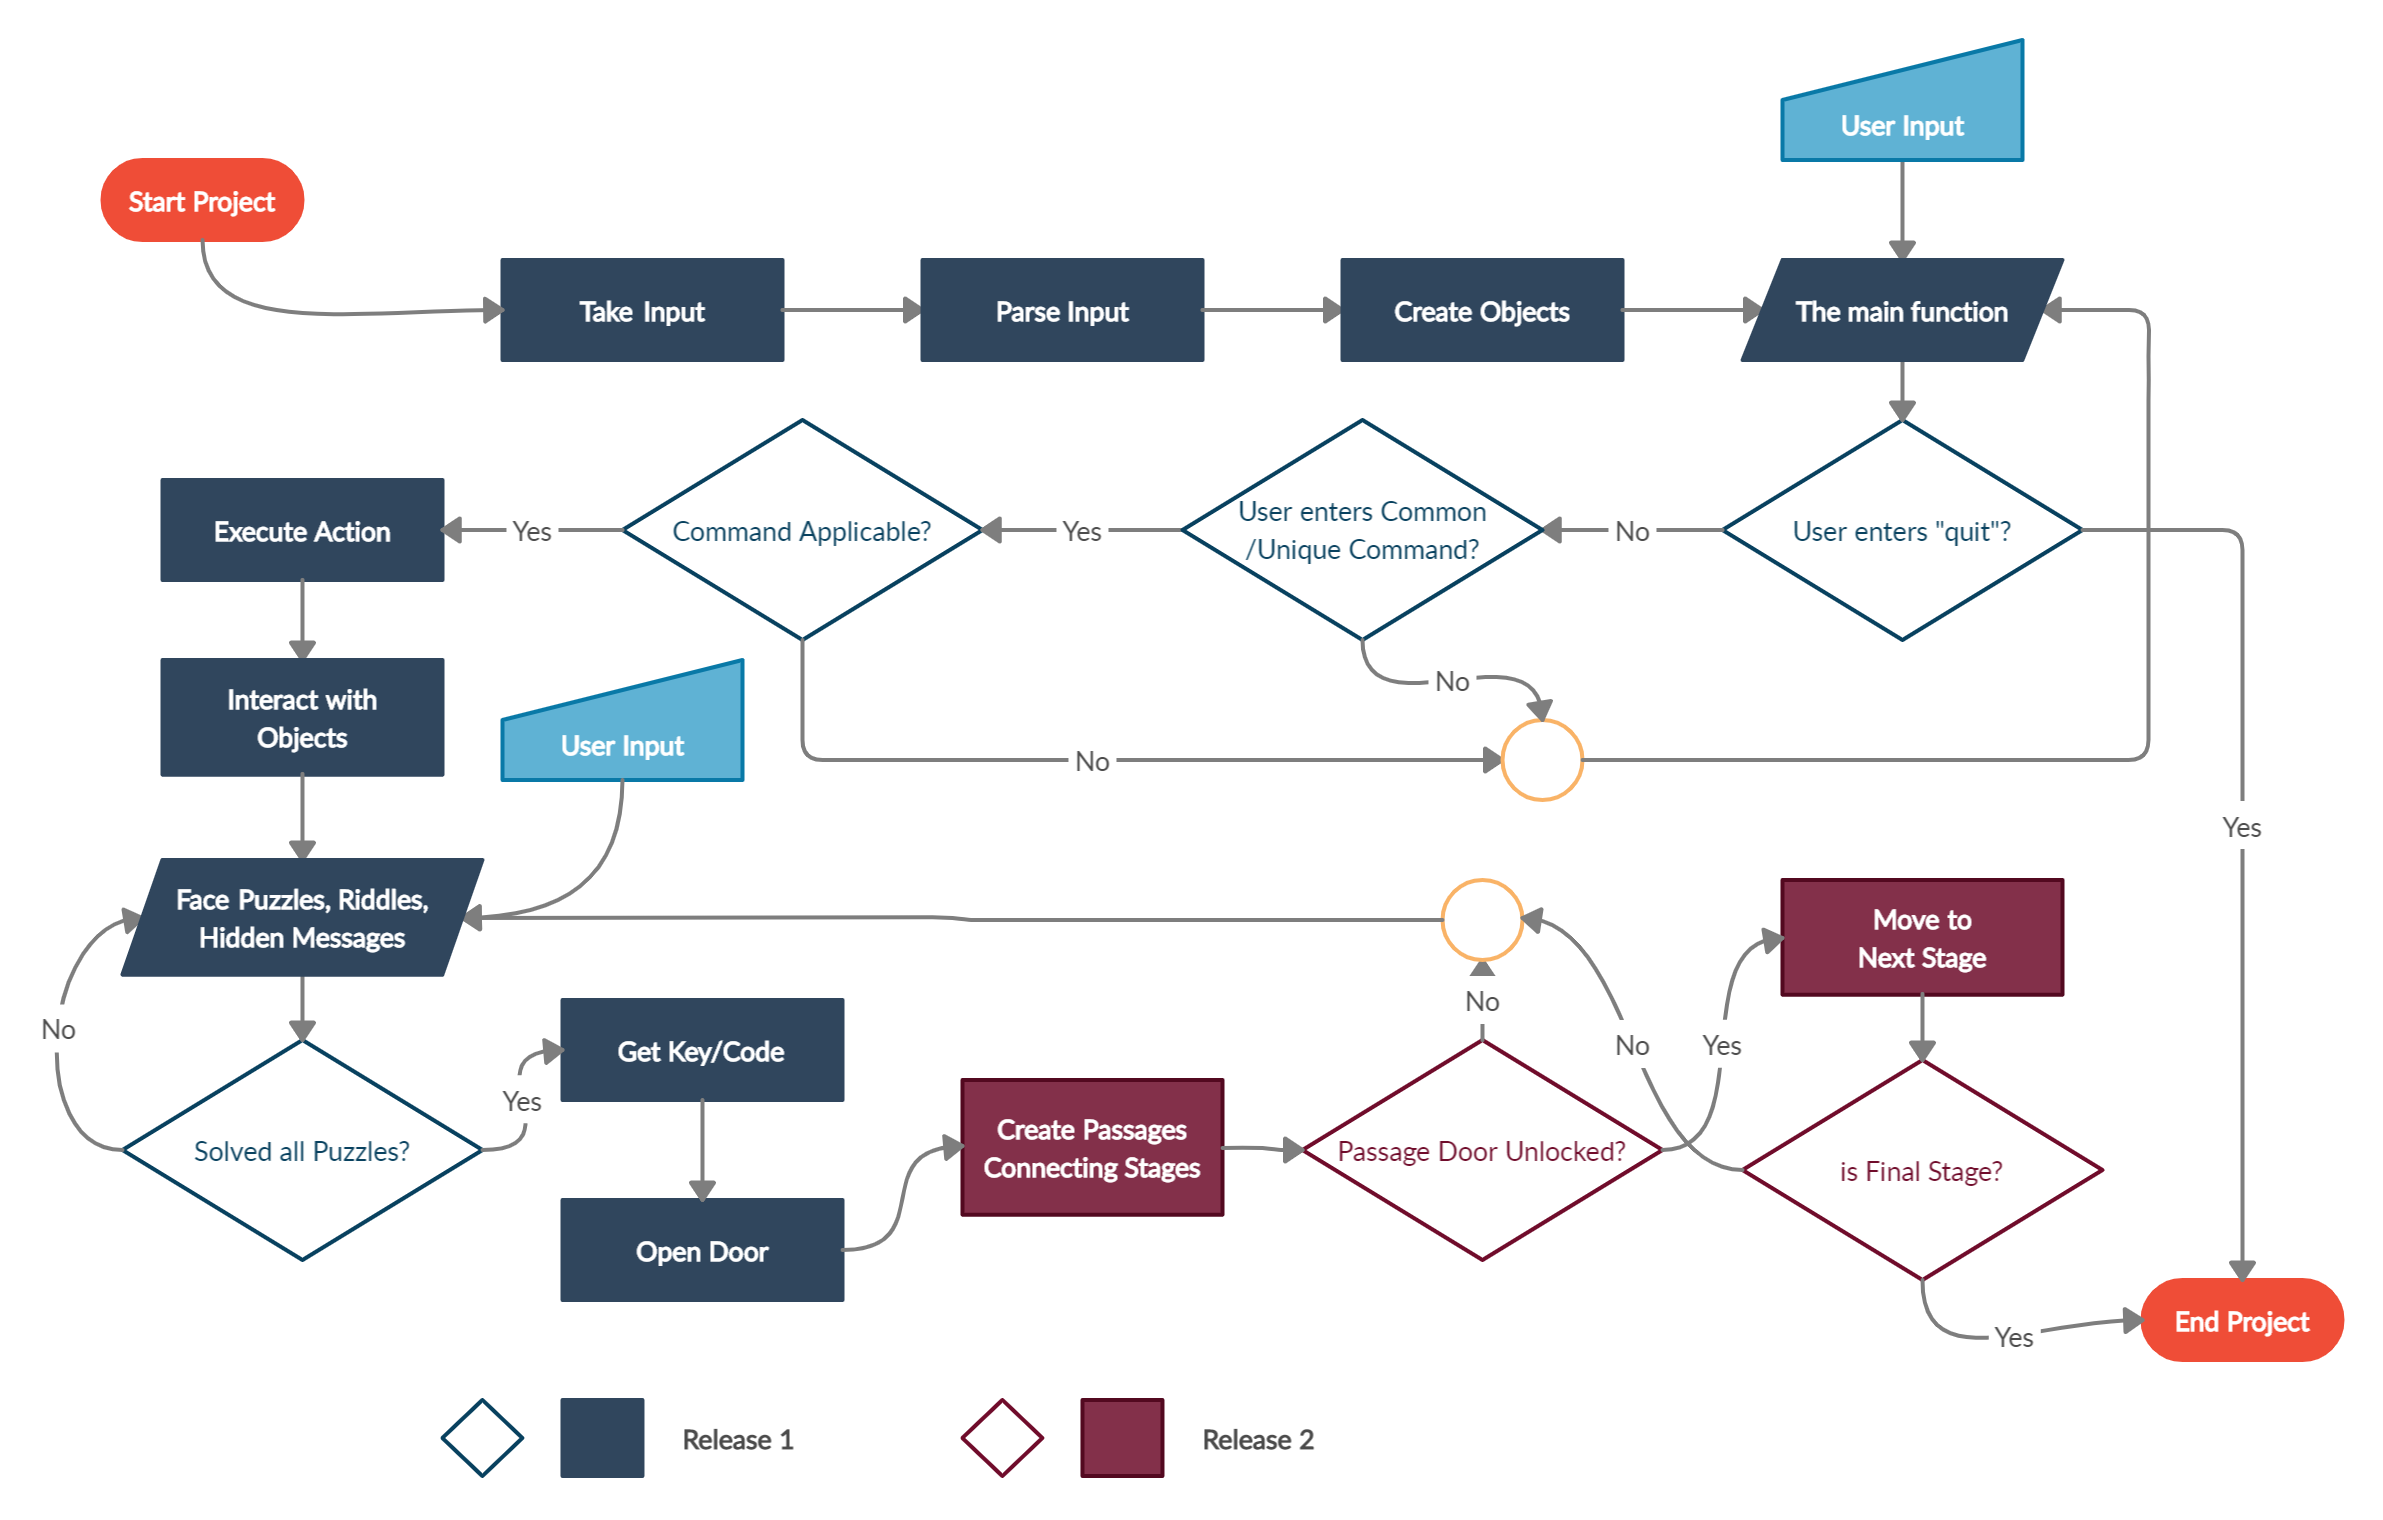 User Input
Start Project
Take Input
Parse Input
Create Objects
The main function
Execute Action
Yes
Command Applicable?
Yes
User enters Common
/Unique Command?
No
User enters "quit"?
Interact with
Objects
User Input
No
No
Yes
Face Puzzles, Riddles,
Hidden Messages
Move to
Next Stage
No
No
No
Yes
Get Key/Code
Yes
Solved all Puzzles?
Create Passages
Connecting Stages
Passage Door Unlocked?
is Final Stage?
Open Door
Yes
End Project
Release 1
Release 2